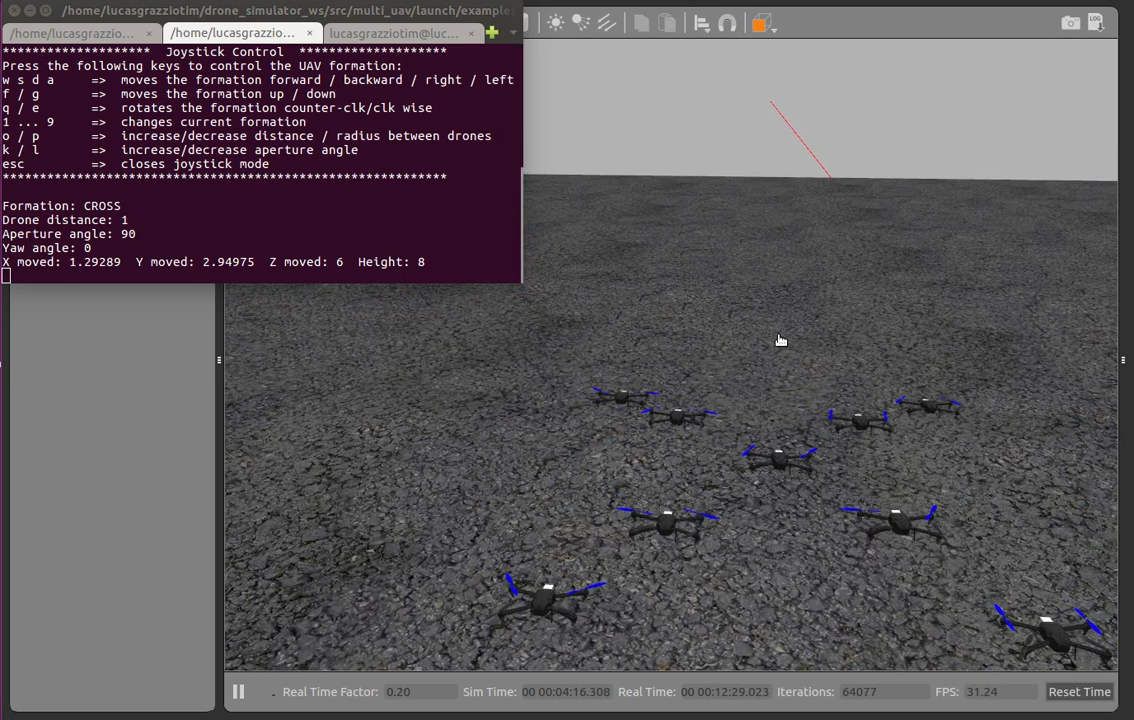 /home/lucasgrazziotim/drone_simulator_ws/src/multi_uav/launch/example
/home/lucasgrazzio... × /home/lucasgrazzio... × lucasgrazziotim@luc... ×
LOG
******************** Joystick Control ********************
Press the following keys to control the UAV formation:
w s d a => moves the formation forward / backward / right / left
f / g => moves the formation up / down
q / e => rotates the formation counter-clk/clk wise
1 ... 9 => changes current formation
o / p => increase/decrease distance / radius between drones
k / l => increase/decrease aperture angle
esc => closes joystick mode
************************************************************
Formation: CROSS
Drone distance: 1
Aperture angle: 90
Yaw angle: 0
X moved: 1.29289 Y moved: 2.94975 Z moved: 6 Height: 8
Real Time Factor: 0.20 Sim Time: 00 00:04:16.308 Real Time: 00 00:12:29.023 Iterations: 64077 FPS: 31.24 Reset Time